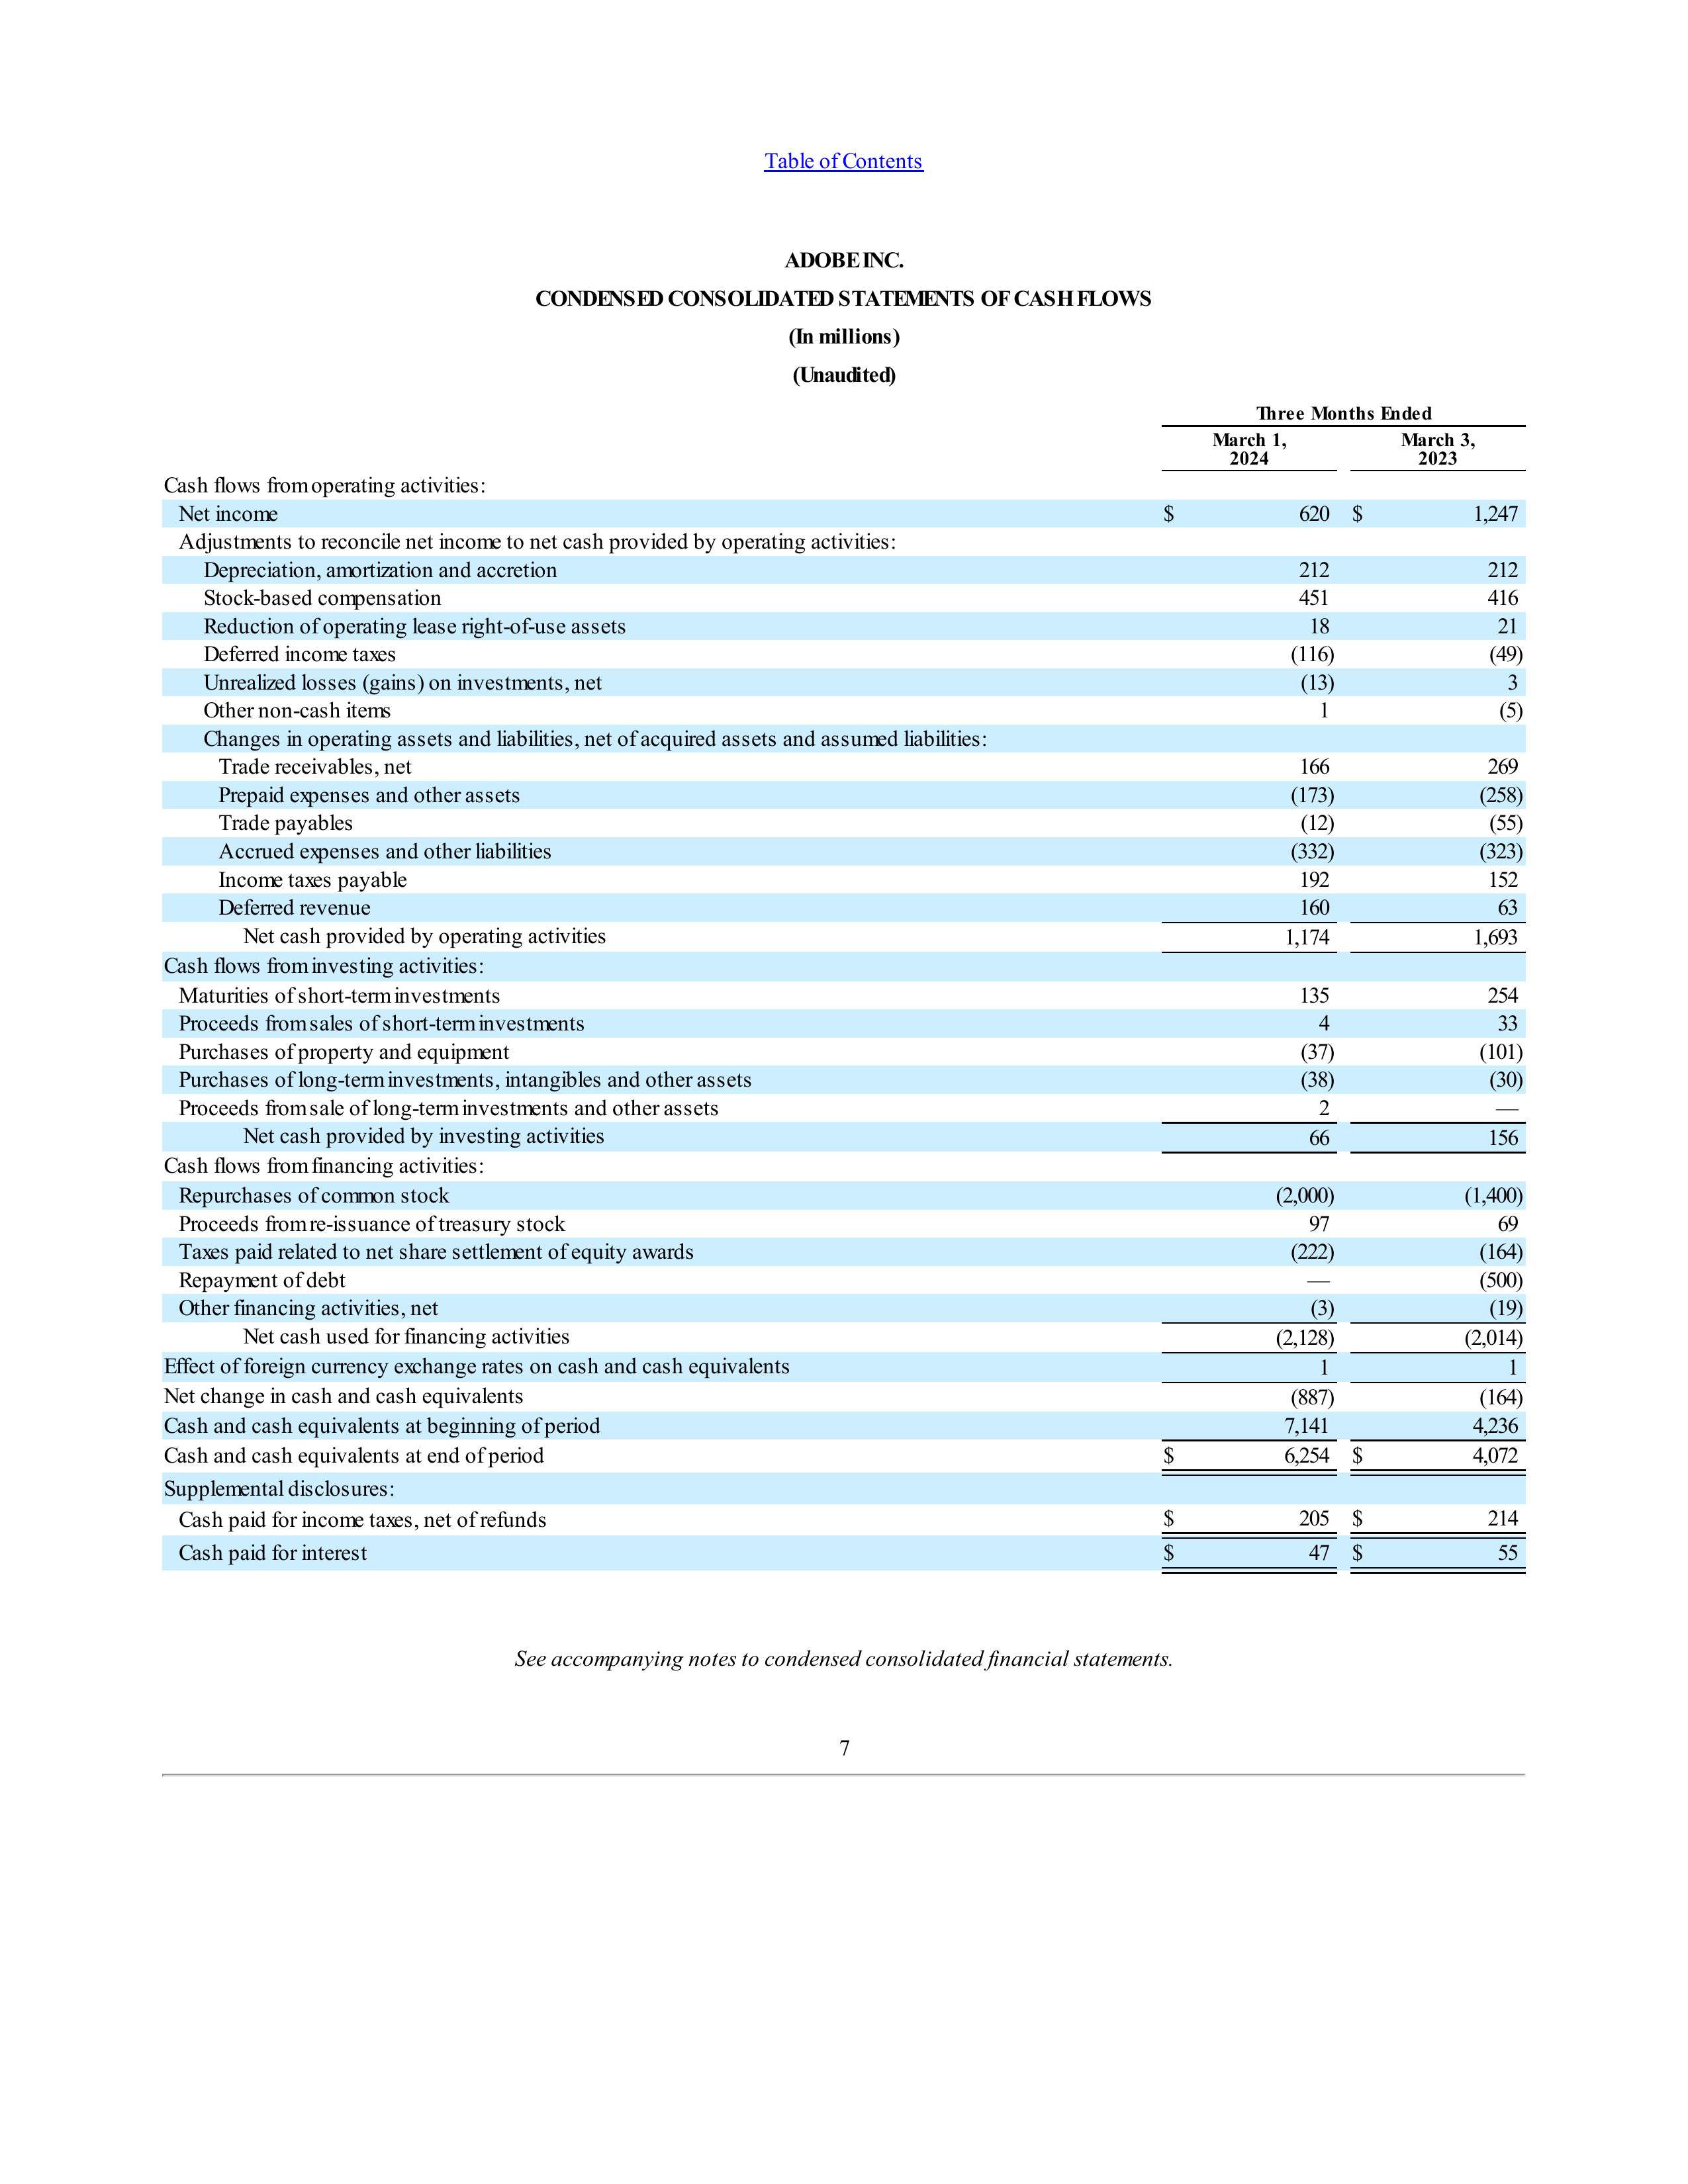 Table of Contents
ADOBE INC.
CONDENSED CONSOLIDATED STATEMENTS OF CASH FLOWS
(In millions)
(Unaudited)
Three Months Ended
March 1, 2024 March 3, 2023
Cash flows from operating activities:
Net income $ 620 $ 1,247
Adjustments to reconcile net income to net cash provided by operating activities:
Depreciation, amortization and accretion 212 212
Stock-based compensation 451 416
Reduction of operating lease right-of-use assets 18 21
Deferred income taxes (116) (49)
Unrealized losses (gains) on investments, net (13) 3
Other non-cash items 1 (5)
Changes in operating assets and liabilities, net of acquired assets and assumed liabilities:
Trade receivables, net 166 269
Prepaid expenses and other assets (173) (258)
Trade payables (12) (55)
Accrued expenses and other liabilities (332) (323)
Income taxes payable 192 152
Deferred revenue 160 63
Net cash provided by operating activities 1,174 1,693
Cash flows from investing activities:
Maturities of short-term investments 135 254
Proceeds from sales of short-term investments 4 33
Purchases of property and equipment (37) (101)
Purchases of long-term investments, intangibles and other assets (38) (30)
Proceeds from sale of long-term investments and other assets 2 —
Net cash provided by investing activities 66 156
Cash flows from financing activities:
Repurchases of common stock (2,000) (1,400)
Proceeds from re-issuance of treasury stock 97 69
Taxes paid related to net share settlement of equity awards (222) (164)
Repayment of debt — (500)
Other financing activities, net (3) (19)
Net cash used for financing activities (2,128) (2,014)
Effect of foreign currency exchange rates on cash and cash equivalents 1 1
Net change in cash and cash equivalents (887) (164)
Cash and cash equivalents at beginning of period 7,141 4,236
Cash and cash equivalents at end of period $ 6,254 $ 4,072
Supplemental disclosures:
Cash paid for income taxes, net of refunds $ 205 $ 214
Cash paid for interest $ 47 $ 55
See accompanying notes to condensed consolidated financial statements.
7